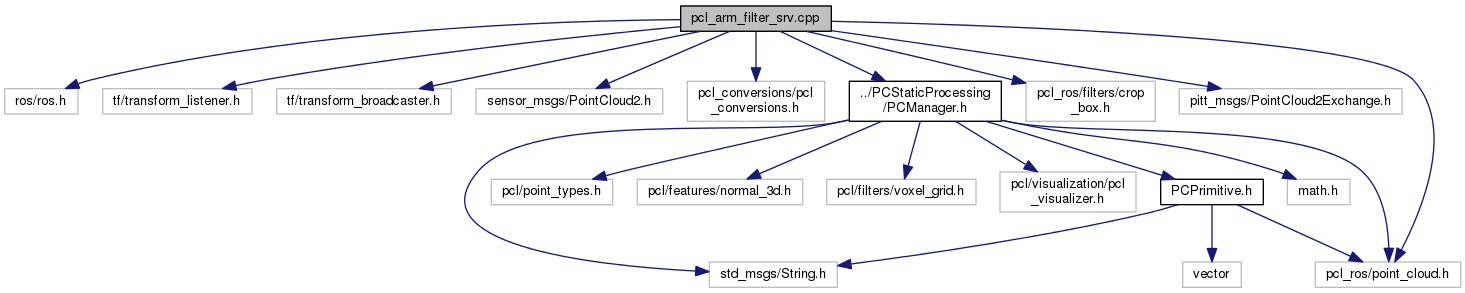 pcl_arm_filter_srv.cpp
ros/ros.h
tf/transform_listener.h
tf/transform_broadcaster.h
sensor_msgs/PointCloud2.h
pcl_conversions/pcl
_conversions.h
../PCStaticProcessing
/PCManager.h
pcl_ros/filters/crop
_box.h
pitt_msgs/PointCloud2Exchange.h
pcl/point_types.h
pcl/features/normal_3d.h
pcl/filters/voxel_grid.h
pcl/visualization/pcl
_visualizer.h
PCPrimitive.h
math.h
std_msgs/String.h
vector
pcl_ros/point_cloud.h